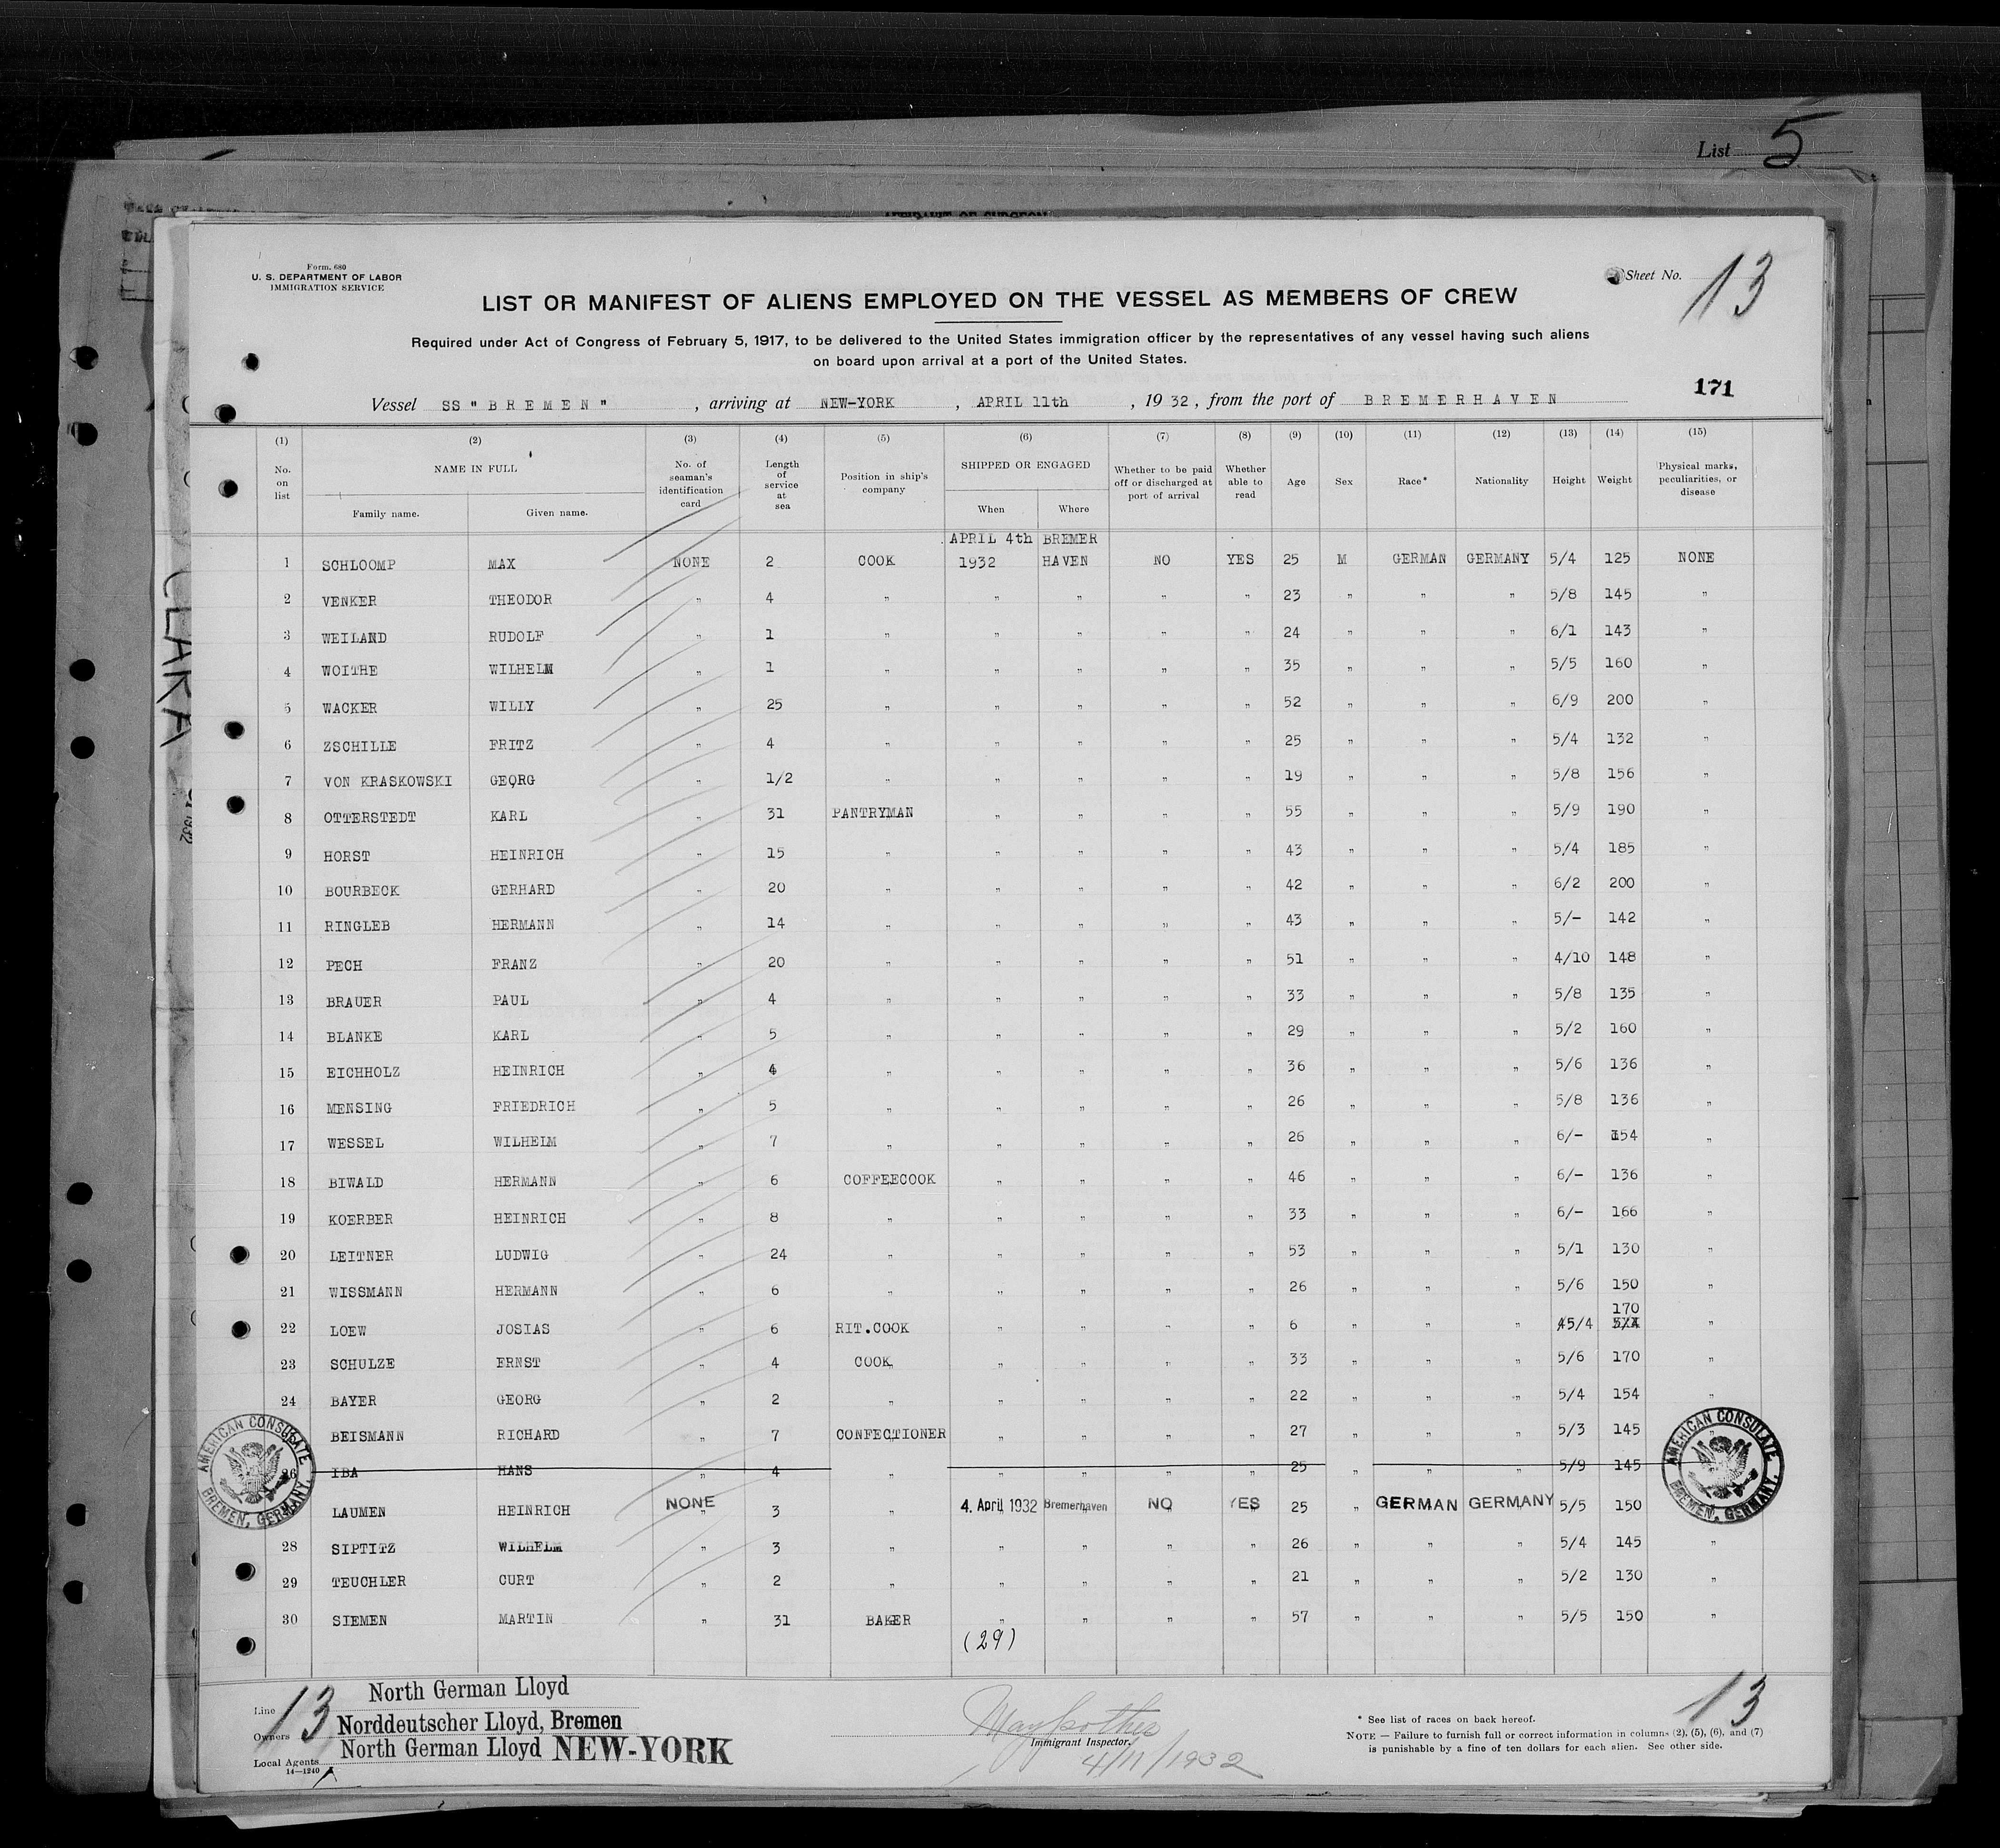 List 5
Form. 680
U. S. DEPARTMENT OF LABOR
IMMIGRATION SERVICE
Sheet No. 13
LIST OR MANIFEST OF ALIENS EMPLOYED ON THE VESSEL AS MEMBERS OF CREW
Required under Act of Congress of February 5, 1917, to be delivered to the United States immigration officer by the representatives of any vessel having such aliens
on board upon arrival at a port of the United States.
171
Vessel SS "BREMEN", arriving at NEW-YORK, APRIL 11th, 1932, from the port of BREMERHAVEN
(1) (2) (3) (4) (5) (6) (7) (8) (9) (10) (11) (12) (13) (14) (15)
No. on list NAME IN FULL Family name. Given name. No. of seaman's identification card Length of service at sea Position in ship's company SHIPPED OR ENGAGED When Where Whether to be paid off or discharged at port of arrival Whether able to read Age Sex Race* Nationality Height Weight Physical marks, peculiarities, or disease
APRIL 4th BREMER
1 SCHLOOMP MAX NONE 2 COOK 1932 HAVEN NO YES 25 M GERMAN GERMANY 5/4 125 NONE
2 VENKER THEODOR " 4 " " " " " 23 " " " 5/8 145 "
3 WEILAND RUDOLF " 1 " " " " " 24 " " " 6/1 143 "
4 WOITHE WILHELM " 1 " " " " " 35 " " " 5/5 160 "
5 WACKER WILLY " 25 " " " " " 52 " " " 6/9 200 "
6 ZSCHILLE FRITZ " 4 " " " " " 25 " " " 5/4 132 "
7 VON KRASKOWSKI GEORG " 1/2 " " " " " 19 " " " 5/8 156 "
8 OTTERSTEDT KARL " 31 PANTRYMAN " " " " 55 " " " 5/9 190 "
9 HORST HEINRICH " 15 " " " " " 43 " " " 5/4 185 "
10 BOURBECK GERHARD " 20 " " " " " 42 " " " 6/2 200 "
11 RINGLEB HERMANN " 14 " " " " " 43 " " " 5/- 142 "
12 PECH FRANZ " 20 " " " " " 51 " " " 4/10 148 "
13 BRAUER PAUL " 4 " " " " " 33 " " " 5/8 135 "
14 BLANKE KARL " 5 " " " " " 29 " " " 5/2 160 "
15 EICHHOLZ HEINRICH " 4 " " " " " 36 " " " 5/6 136 "
16 MENSING FRIEDRICH " 5 " " " " " 26 " " " 5/8 136 "
17 WESSEL WILHELM " 7 " " " " " 26 " " " 6/- 154 "
18 BIWALD HERMANN " 6 COFFEECOOK " " " " 46 " " " 6/- 136 "
19 KOERBER HEINRICH " 8 " " " " " 33 " " " 6/- 166 "
20 LEITNER LUDWIG " 24 " " " " " 53 " " " 5/1 130 "
21 WISSMANN HERMANN " 6 " " " " " 26 " " " 5/6 150 "
170
22 LOEW JOSIAS " 6 RIT.COOK " " " " 6 " " " 5/4 "
23 SCHULZE ERNST " 4 COOK " " " " 33 " " " 5/6 170 "
24 BAYER GEORG " 2 " " " " " 22 " " " 5/4 154 "
BEISMANN RICHARD " 7 CONFECTIONER " " " " 27 " " " 5/3 145 "
26 IBA HANS " 4 " " " " " 25 " " " 5/9 145
LAUMEN HEINRICH NONE 3 " 4. April 1932 Bremerhaven NO YES 25 " GERMAN GERMANY 5/5 150
28 SIPTITZ WILHELM " 3 " " " " " 26 " " " 5/4 145 "
29 TEUCHLER CURT " 2 " " " " " 21 " " " 5/2 130 "
30 SIEMEN MARTIN " 31 BAKER " " " " 57 " " " 5/5 150 "
(29)
AMERICAN CONSULATE BREMEN, GERMANY.
AMERICAN CONSULATE BREMEN, GERMANY.
Line North German Lloyd
Owners Norddeutscher Lloyd, Bremen
Local Agents North German Lloyd NEW-YORK
14—1240
13
Immigrant Inspector.
4/11/1932
13
* See list of races on back hereof.
NOTE — Failure to furnish full or correct information in columns (2), (5), (6), and (7)
is punishable by a fine of ten dollars for each alien. See other side.
CLARA